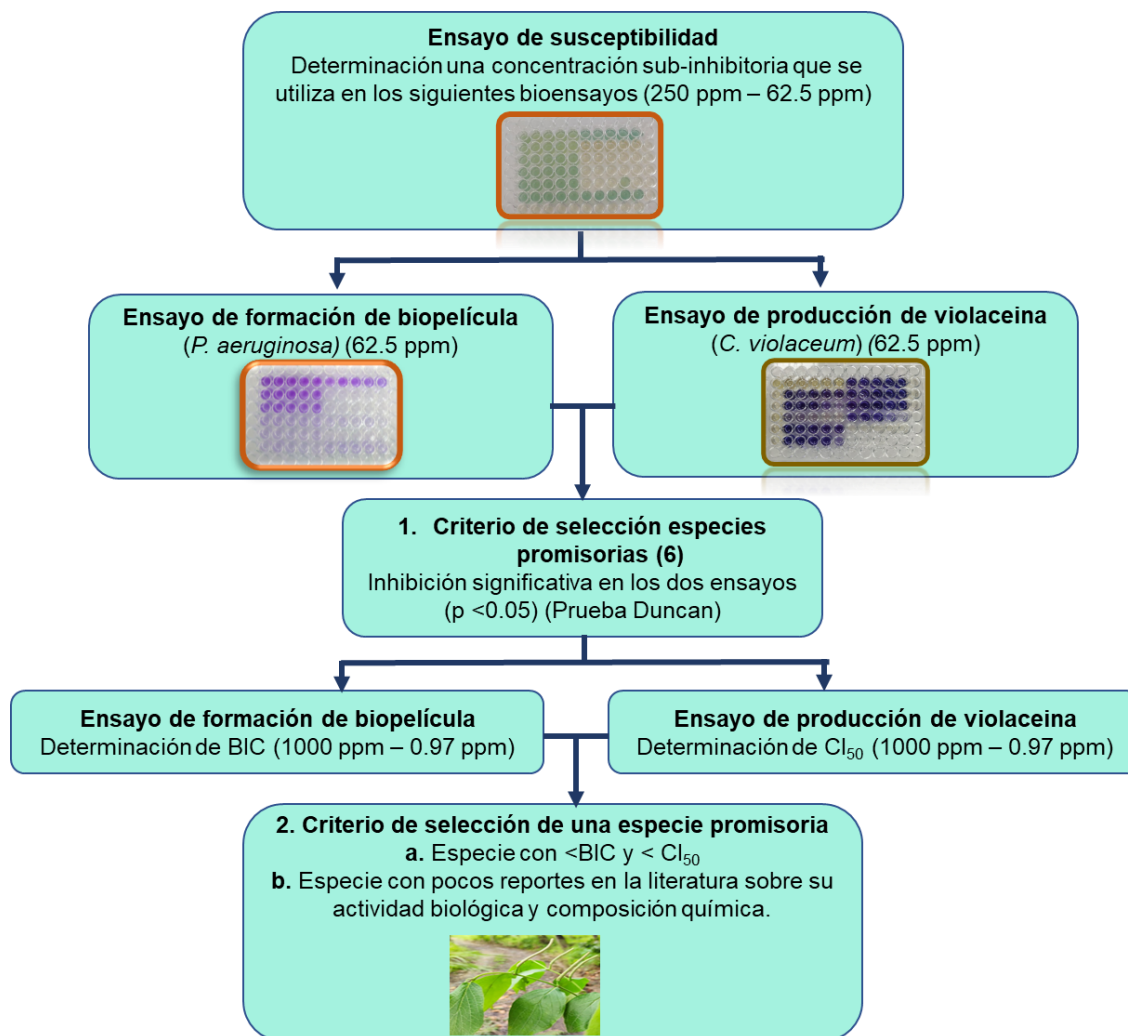 Ensayo de susceptibilidad
Determinación una concentración sub-inhibitoria que se
utiliza en los siguientes bioensayos (250 ppm – 62.5 ppm)
Ensayo de formación de biopelícula
(P. aeruginosa) (62.5 ppm)
Ensayo de producción de violaceina
(C. violaceum) (62.5 ppm)
1. Criterio de selección especies
promisorias (6)
Inhibición significativa en los dos ensayos
(p <0.05) (Prueba Duncan)
Ensayo de formación de biopelícula
Determinación de BIC (1000 ppm – 0.97 ppm)
Ensayo de producción de violaceina
Determinación de CI₅₀ (1000 ppm – 0.97 ppm)
2. Criterio de selección de una especie promisoria
a. Especie con <BIC y < CI₅₀
b. Especie con pocos reportes en la literatura sobre su
actividad biológica y composición química.